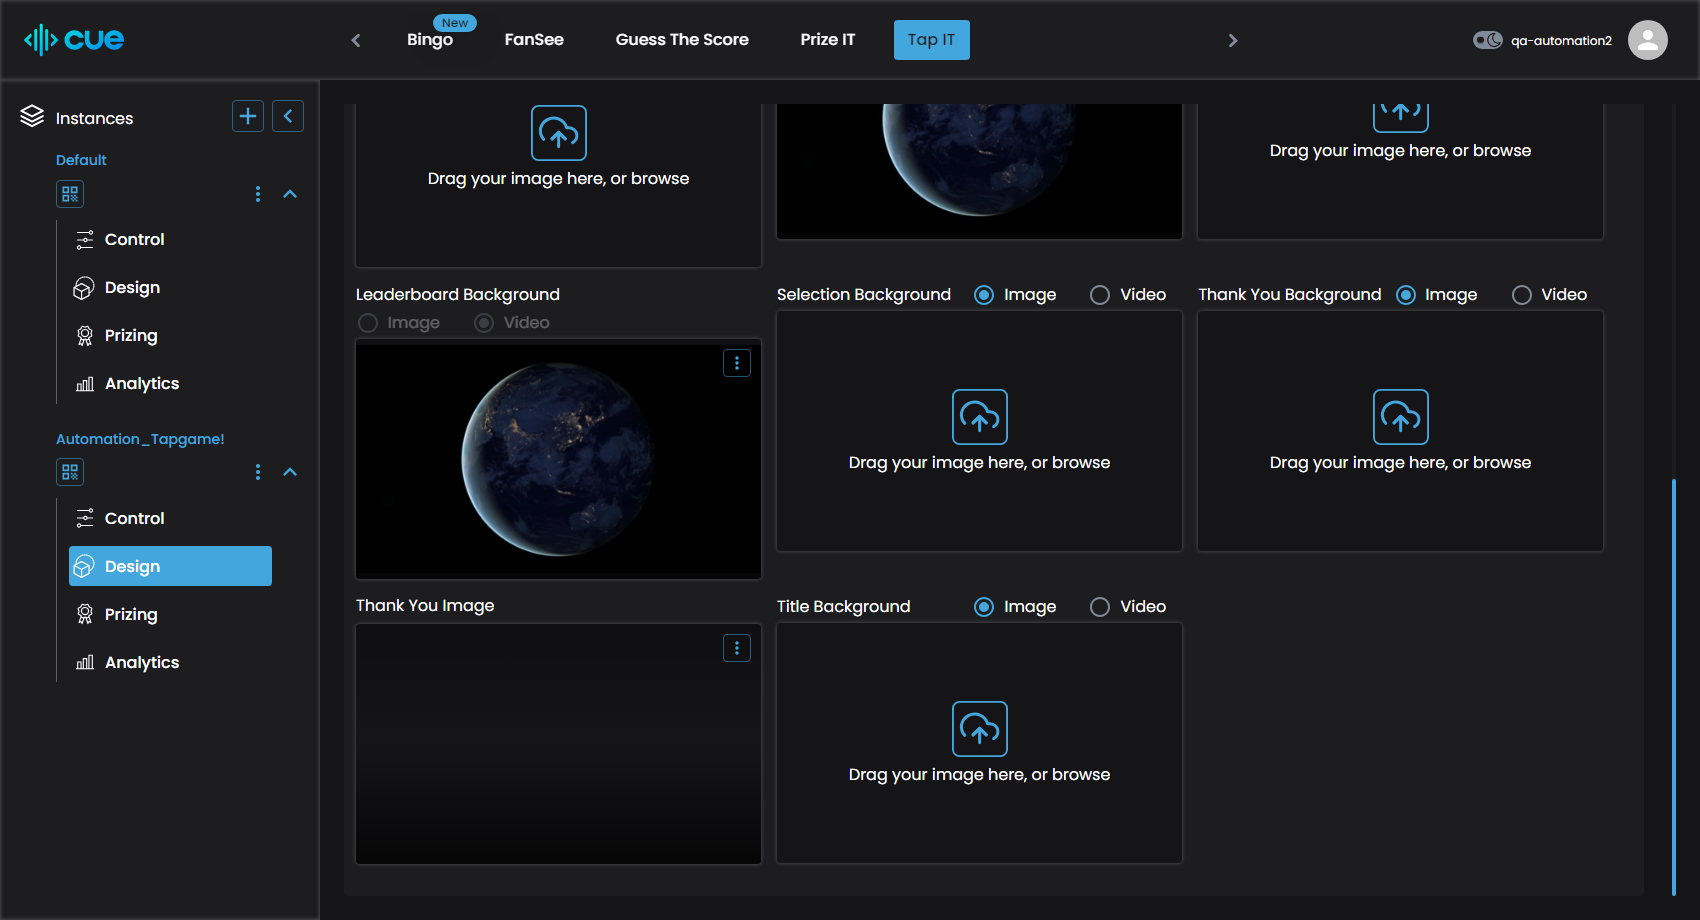 cue
New
Bingo
FanSee
Guess The Score
Prize IT
Tap IT
qa-automation2
Instances
Default
Control
Design
Prizing
Analytics
Automation_Tapgame!
Control
Design
Prizing
Analytics
Drag your image here, or browse
Drag your image here, or browse
Leaderboard Background
Image Video
Selection Background Image Video
Thank You Background Image Video
Drag your image here, or browse
Drag your image here, or browse
Thank You Image
Title Background Image Video
Drag your image here, or browse